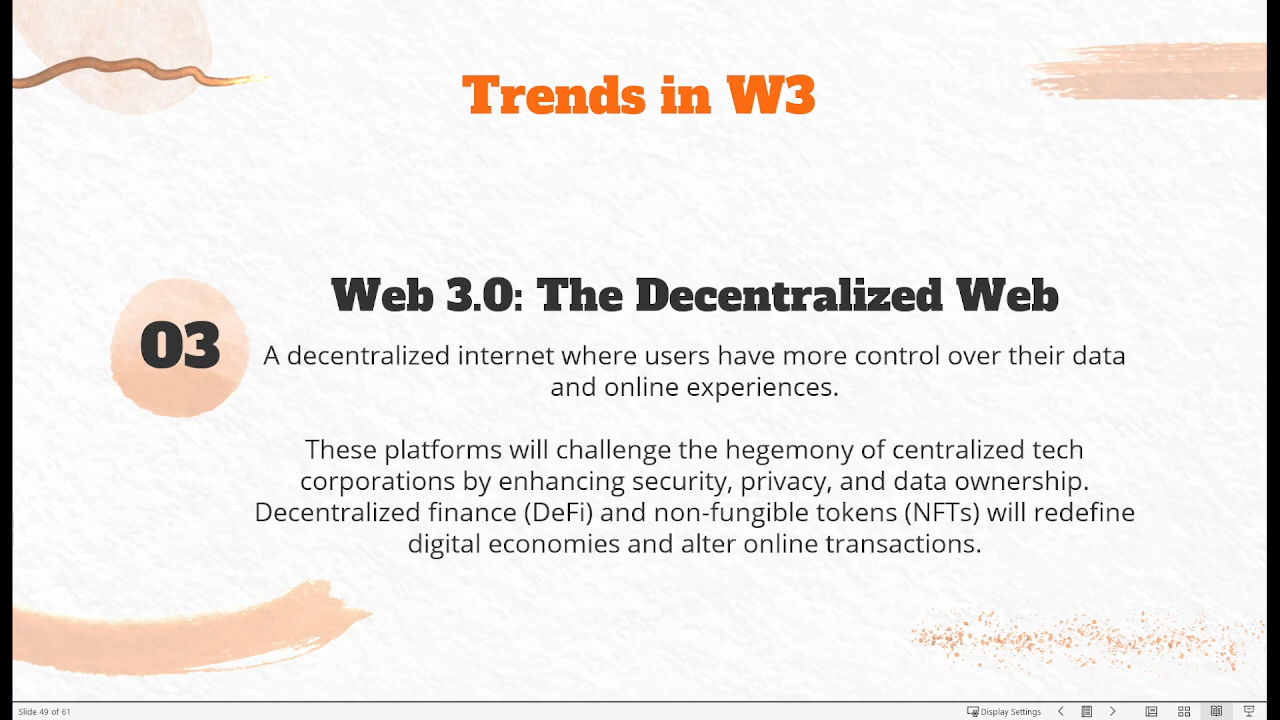 Trends in W3
03
Web 3.0: The Decentralized Web
A decentralized internet where users have more control over their data
and online experiences.
These platforms will challenge the hegemony of centralized tech
corporations by enhancing security, privacy, and data ownership.
Decentralized finance (DeFi) and non-fungible tokens (NFTs) will redefine
digital economies and alter online transactions.
Slide 49 of 61
Display Settings